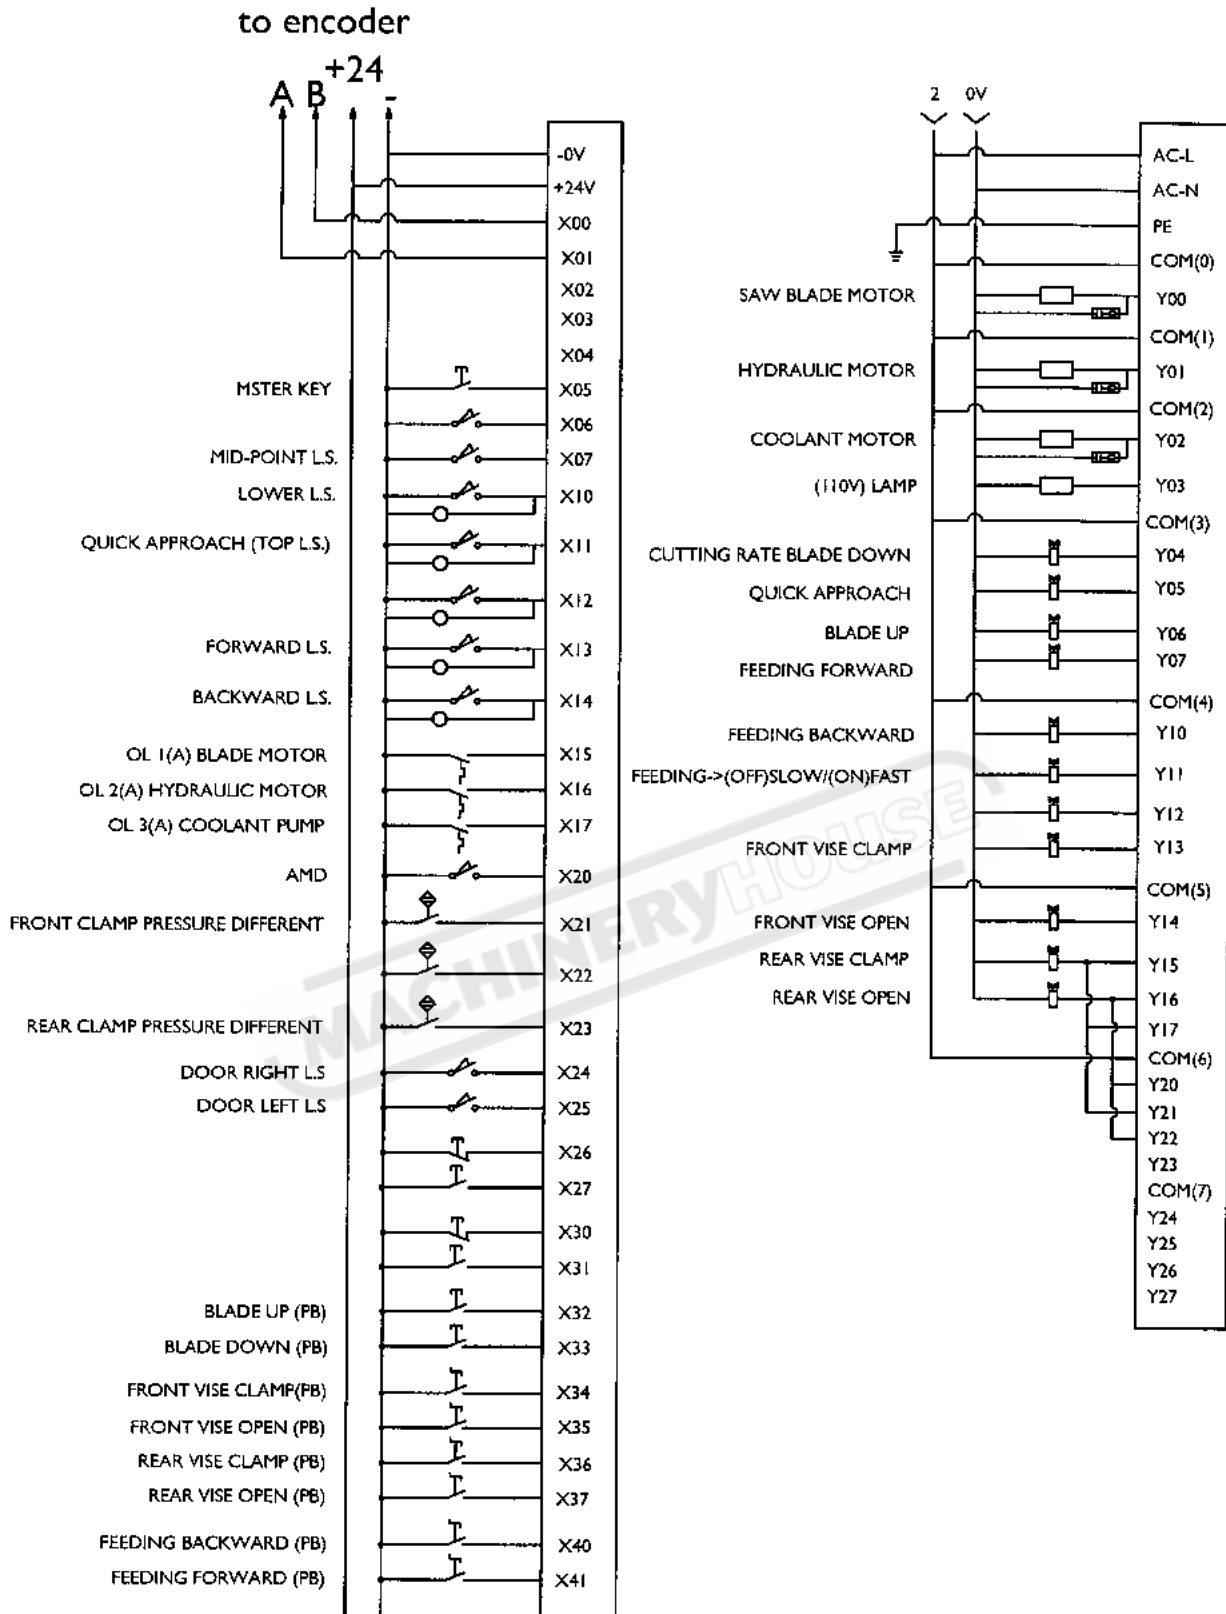 to encoder
+24
A B -
-0V
+24V
X00
X01
X02
X03
X04
MSTER KEY X05
X06
MID-POINT L.S. X07
LOWER L.S. X10
QUICK APPROACH (TOP L.S.) X11
X12
FORWARD L.S. X13
BACKWARD L.S. X14
OL 1(A) BLADE MOTOR X15
OL 2(A) HYDRAULIC MOTOR X16
OL 3(A) COOLANT PUMP X17
AMD X20
FRONT CLAMP PRESSURE DIFFERENT X21
X22
REAR CLAMP PRESSURE DIFFERENT X23
DOOR RIGHT L.S X24
DOOR LEFT L.S X25
X26
X27
X30
X31
BLADE UP (PB) X32
BLADE DOWN (PB) X33
FRONT VISE CLAMP(PB) X34
FRONT VISE OPEN (PB) X35
REAR VISE CLAMP (PB) X36
REAR VISE OPEN (PB) X37
FEEDING BACKWARD (PB) X40
FEEDING FORWARD (PB) X41
2 0V
AC-L
AC-N
PE
COM(0)
SAW BLADE MOTOR Y00
COM(1)
HYDRAULIC MOTOR Y01
COM(2)
COOLANT MOTOR Y02
(110V) LAMP Y03
COM(3)
CUTTING RATE BLADE DOWN Y04
QUICK APPROACH Y05
BLADE UP Y06
FEEDING FORWARD Y07
COM(4)
FEEDING BACKWARD Y10
FEEDING->(OFF)SLOW/(ON)FAST Y11
Y12
FRONT VISE CLAMP Y13
COM(5)
FRONT VISE OPEN Y14
REAR VISE CLAMP Y15
REAR VISE OPEN Y16
Y17
COM(6)
Y20
Y21
Y22
Y23
COM(7)
Y24
Y25
Y26
Y27
MACHINERYHOUSE